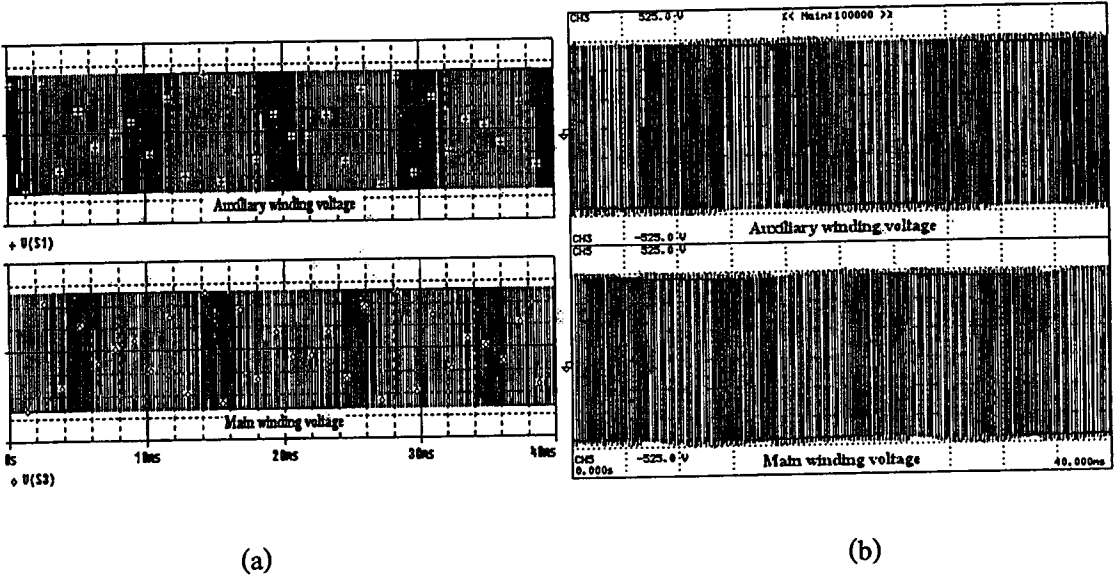 Auxiliary winding voltage
U(S1)
Main winding voltage
0s 10ms 20ms 30ms 40ms
U(S3)
(a)
CH3 525.0 V << Main:100000 >>
Auxiliary winding voltage
CH3 -525.0 V
CH5 525.0 V
Main winding voltage
CH5 -525.0 V
0.000s 40.000ms
(b)